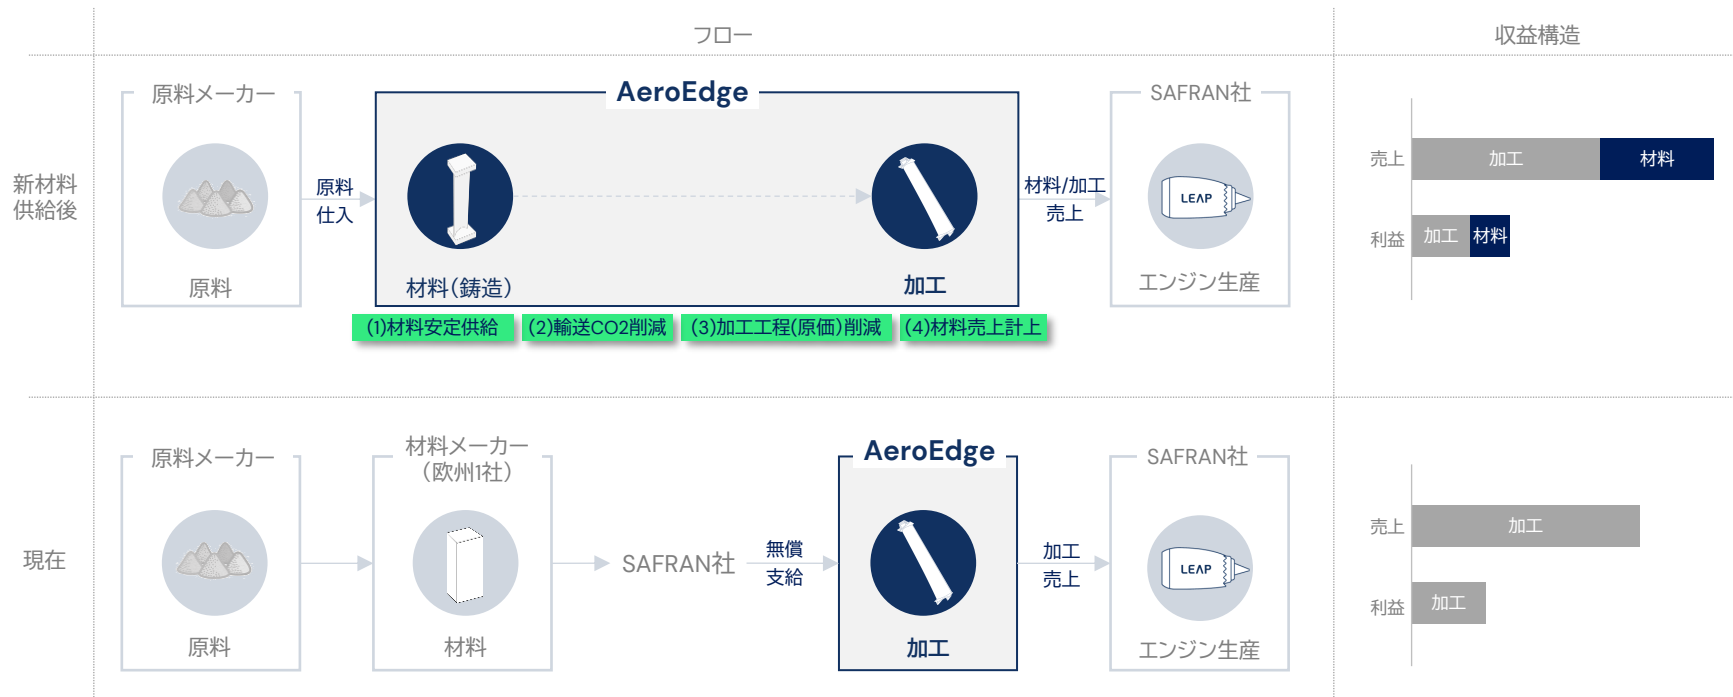 フロー
収益構造
新材料
供給後
原料メーカー
原料
原料
仕入
AeroEdge
材料(鋳造)
加工
材料/加工
売上
SAFRAN社
LEAP
エンジン生産
(1)材料安定供給
(2)輸送CO2削減
(3)加工工程(原価)削減
(4)材料売上計上
売上
加工
材料
利益
加工
材料
現在
原料メーカー
原料
材料メーカー
(欧州1社)
材料
SAFRAN社
無償
支給
AeroEdge
加工
加工
売上
SAFRAN社
LEAP
エンジン生産
売上
加工
利益
加工